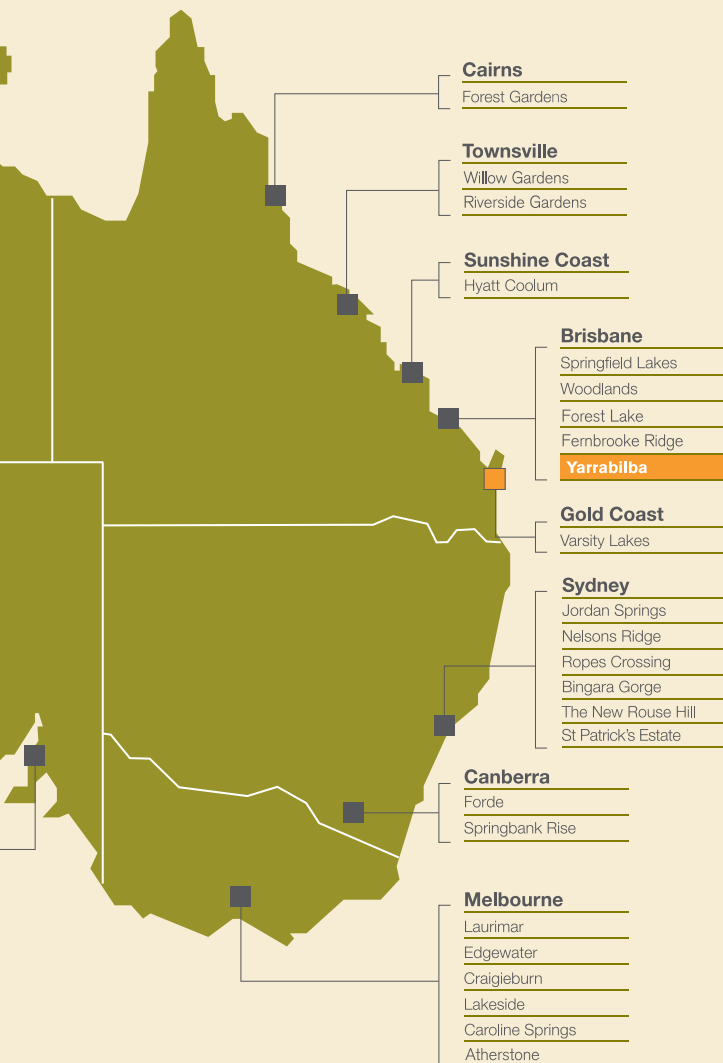 Cairns
Forest Gardens
Townsville
Willow Gardens
Riverside Gardens
Sunshine Coast
Hyatt Coolum
Brisbane
Springfield Lakes
Woodlands
Forest Lake
Fernbrooke Ridge
Yarrabilba
Gold Coast
Varsity Lakes
Sydney
Jordan Springs
Nelsons Ridge
Ropes Crossing
Bingara Gorge
The New Rouse Hill
St Patrick's Estate
Canberra
Forde
Springbank Rise
Melbourne
Laurimar
Edgewater
Craigieburn
Lakeside
Caroline Springs
Atherstone